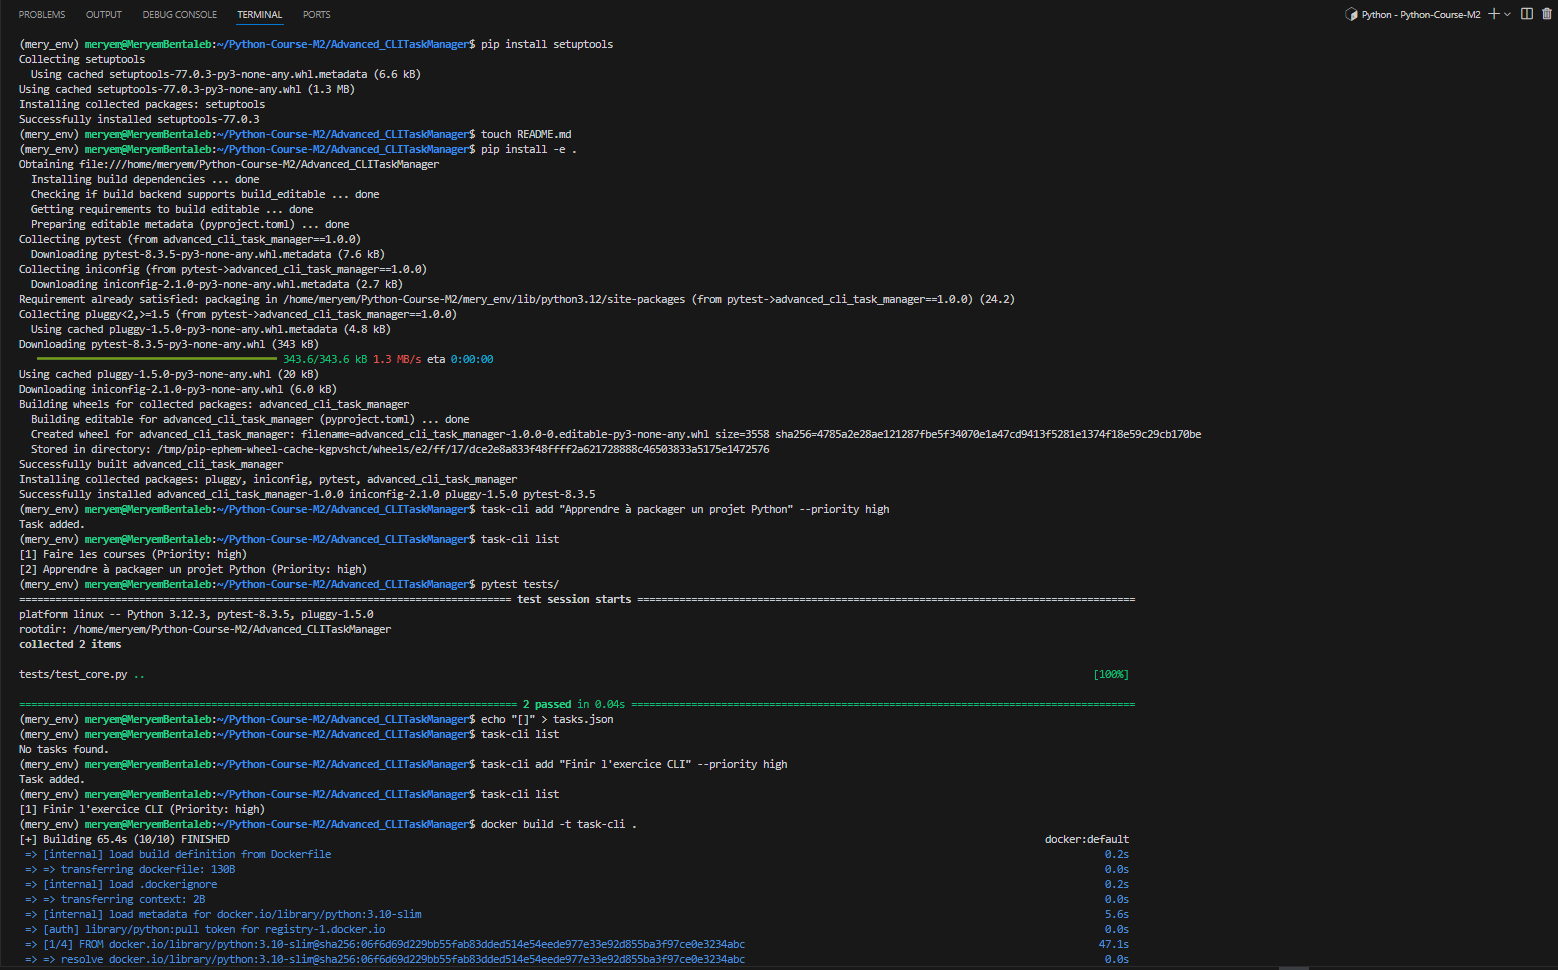 PROBLEMS OUTPUT DEBUG CONSOLE TERMINAL PORTS Python - Python-Course-M2
(mery_env) meryem@MeryemBentaleb:~/Python-Course-M2/Advanced_CLITaskManager$ pip install setuptools
Collecting setuptools
Using cached setuptools-77.0.3-py3-none-any.whl.metadata (6.6 kB)
Using cached setuptools-77.0.3-py3-none-any.whl (1.3 MB)
Installing collected packages: setuptools
Successfully installed setuptools-77.0.3
(mery_env) meryem@MeryemBentaleb:~/Python-Course-M2/Advanced_CLITaskManager$ touch README.md
(mery_env) meryem@MeryemBentaleb:~/Python-Course-M2/Advanced_CLITaskManager$ pip install -e .
Obtaining file:///home/meryem/Python-Course-M2/Advanced_CLITaskManager
Installing build dependencies ... done
Checking if build backend supports build_editable ... done
Getting requirements to build editable ... done
Preparing editable metadata (pyproject.toml) ... done
Collecting pytest (from advanced_cli_task_manager==1.0.0)
Downloading pytest-8.3.5-py3-none-any.whl.metadata (7.6 kB)
Collecting iniconfig (from pytest->advanced_cli_task_manager==1.0.0)
Downloading iniconfig-2.1.0-py3-none-any.whl.metadata (2.7 kB)
Requirement already satisfied: packaging in /home/meryem/Python-Course-M2/mery_env/lib/python3.12/site-packages (from pytest->advanced_cli_task_manager==1.0.0) (24.2)
Collecting pluggy<2,>=1.5 (from pytest->advanced_cli_task_manager==1.0.0)
Using cached pluggy-1.5.0-py3-none-any.whl.metadata (4.8 kB)
Downloading pytest-8.3.5-py3-none-any.whl (343 kB)
343.6/343.6 kB 1.3 MB/s eta 0:00:00
Using cached pluggy-1.5.0-py3-none-any.whl (20 kB)
Downloading iniconfig-2.1.0-py3-none-any.whl (6.0 kB)
Building wheels for collected packages: advanced_cli_task_manager
Building editable for advanced_cli_task_manager (pyproject.toml) ... done
Created wheel for advanced_cli_task_manager: filename=advanced_cli_task_manager-1.0.0-0.editable-py3-none-any.whl size=3558 sha256=4785a2e28ae121287fbe5f34070e1a47cd9413f5281e1374f18e59c29cb170be
Stored in directory: /tmp/pip-ephem-wheel-cache-kgpvshct/wheels/e2/ff/17/dce2e8a833f48ffff2a621728888c46503833a5175e1472576
Successfully built advanced_cli_task_manager
Installing collected packages: pluggy, iniconfig, pytest, advanced_cli_task_manager
Successfully installed advanced_cli_task_manager-1.0.0 iniconfig-2.1.0 pluggy-1.5.0 pytest-8.3.5
(mery_env) meryem@MeryemBentaleb:~/Python-Course-M2/Advanced_CLITaskManager$ task-cli add "Apprendre à packager un projet Python" --priority high
Task added.
(mery_env) meryem@MeryemBentaleb:~/Python-Course-M2/Advanced_CLITaskManager$ task-cli list
[1] Faire les courses (Priority: high)
[2] Apprendre à packager un projet Python (Priority: high)
(mery_env) meryem@MeryemBentaleb:~/Python-Course-M2/Advanced_CLITaskManager$ pytest tests/
================================ test session starts ================================
platform linux -- Python 3.12.3, pytest-8.3.5, pluggy-1.5.0
rootdir: /home/meryem/Python-Course-M2/Advanced_CLITaskManager
collected 2 items
tests/test_core.py .. [100%]
================================ 2 passed in 0.04s ================================
(mery_env) meryem@MeryemBentaleb:~/Python-Course-M2/Advanced_CLITaskManager$ echo "[]" > tasks.json
(mery_env) meryem@MeryemBentaleb:~/Python-Course-M2/Advanced_CLITaskManager$ task-cli list
No tasks found.
(mery_env) meryem@MeryemBentaleb:~/Python-Course-M2/Advanced_CLITaskManager$ task-cli add "Finir l'exercice CLI" --priority high
Task added.
(mery_env) meryem@MeryemBentaleb:~/Python-Course-M2/Advanced_CLITaskManager$ task-cli list
[1] Finir l'exercice CLI (Priority: high)
(mery_env) meryem@MeryemBentaleb:~/Python-Course-M2/Advanced_CLITaskManager$ docker build -t task-cli .
[+] Building 65.4s (10/10) FINISHED docker:default
=> [internal] load build definition from Dockerfile 0.2s
=> => transferring dockerfile: 130B 0.0s
=> [internal] load .dockerignore 0.2s
=> => transferring context: 2B 0.0s
=> [internal] load metadata for docker.io/library/python:3.10-slim 5.6s
=> [auth] library/python:pull token for registry-1.docker.io 0.0s
=> [1/4] FROM docker.io/library/python:3.10-slim@sha256:06f6d69d229bb55fab83dded514e54eede977e33e92d855ba3f97ce0e3234abc 47.1s
=> => resolve docker.io/library/python:3.10-slim@sha256:06f6d69d229bb55fab83dded514e54eede977e33e92d855ba3f97ce0e3234abc 0.0s